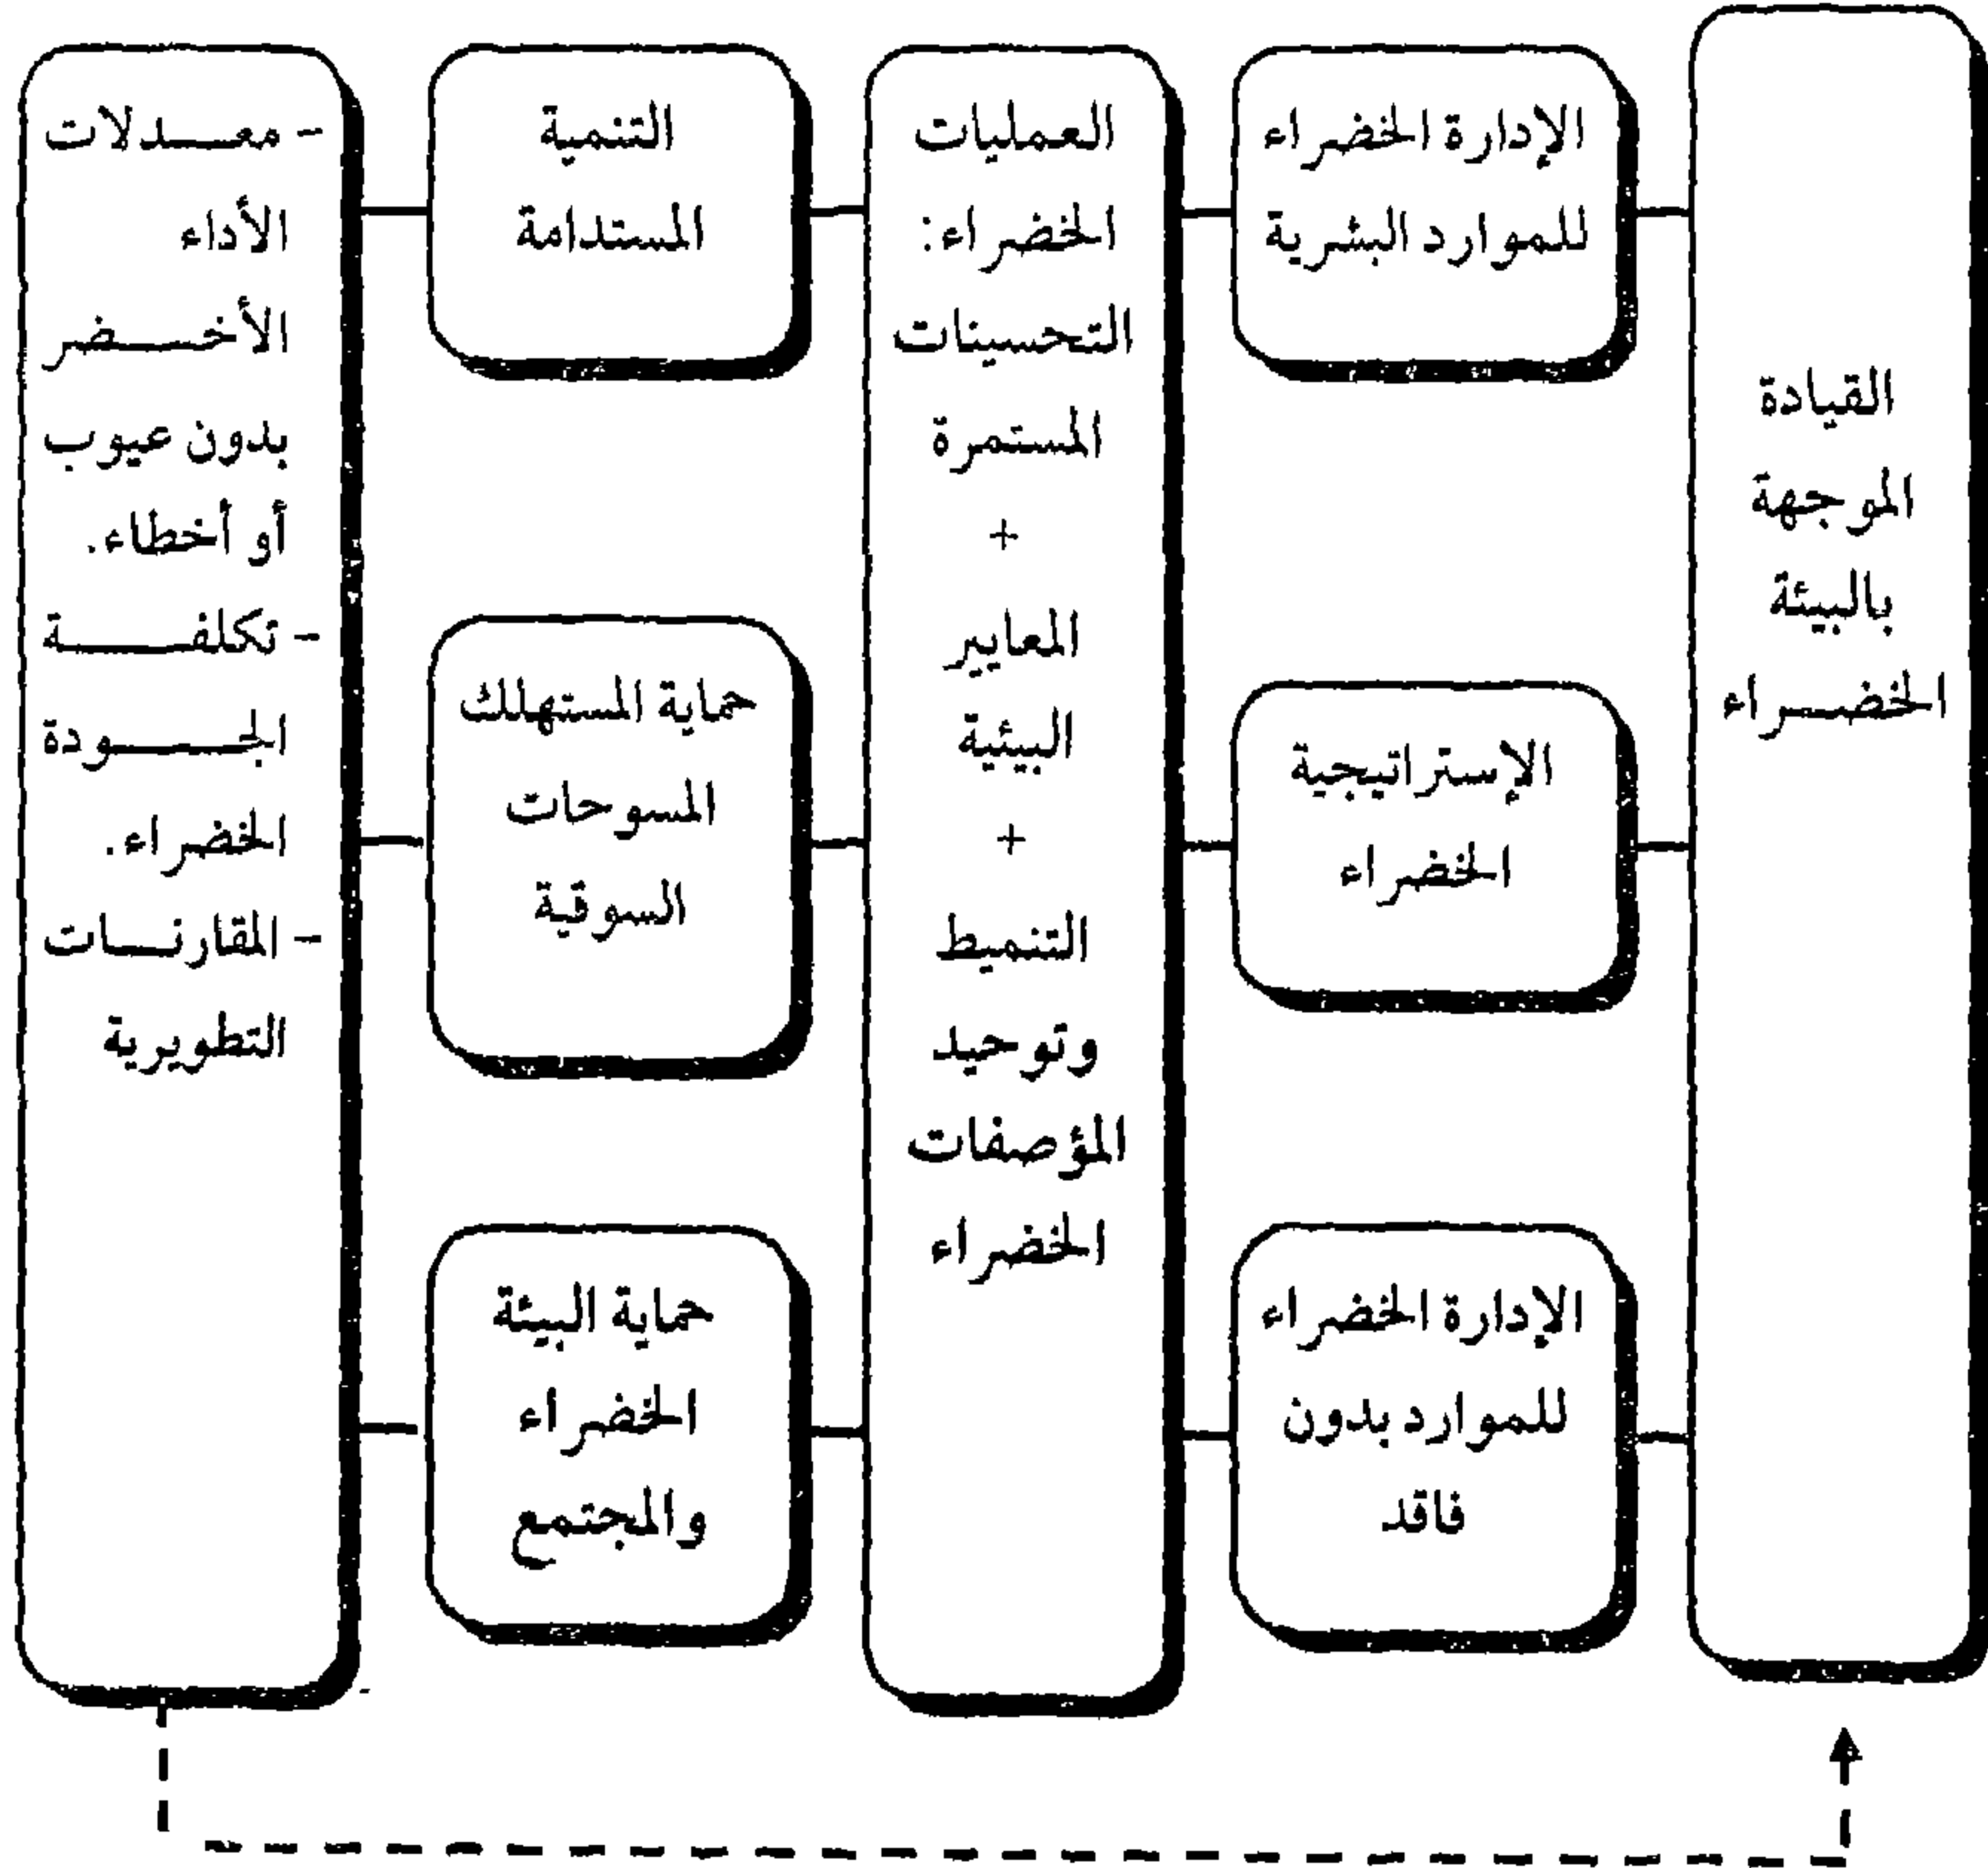 القيادة
الموجهة
بالبيئة
الخضراء
الإدارة الخضراء
للموارد البشرية
الإستراتيجية
الخضراء
الإدارة الخضراء
للموارد بدون
فاقد
العمليات
الخضراء:
التحسينات
المستمرة
+
المعايير
البيئية
+
التنميط
وتوحيد
المؤصفات
الخضراء
التنمية
المستدامة
حماية المستهلك
المسوحات
السوقية
حماية البيئة
الخضراء
والمجتمع
- معدلات
الأداء
الأخضر
بدون عيوب
أو أخطاء.
- تكلفة
الجودة
الخضراء.
- المقارنات
التطويرية